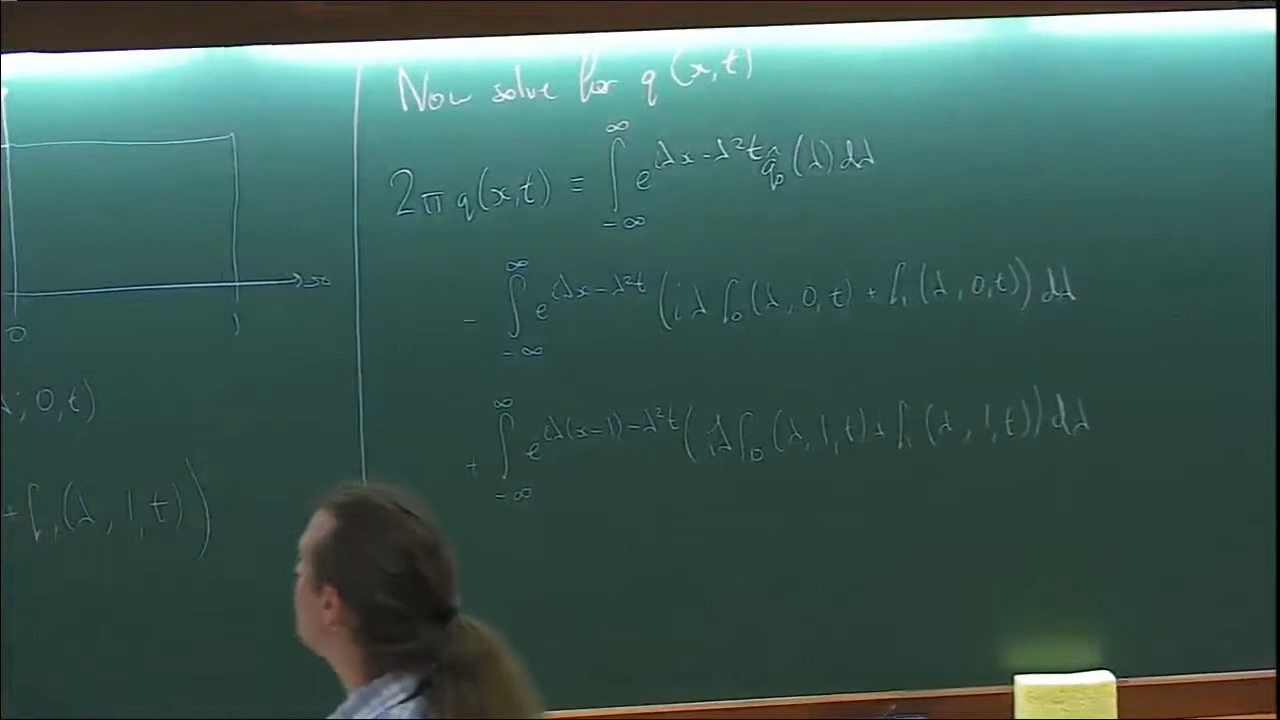 Now solve for q(x,t)
2π q(x,t) = ∫_{-∞}^{∞} e^{iλx-λ²t} q̂₀(λ)dλ
- ∫_{-∞}^{∞} e^{iλx-λ²t} (iλ f₀(λ,0,t) + f₁(λ,0,t)) dλ
+ ∫_{-∞}^{∞} e^{iλ(x-1)-λ²t} (iλ f₀(λ,1,t) + f₁(λ,1,t)) dλ
x
0 1
λ; 0,t)
+ f₁(λ,1,t))